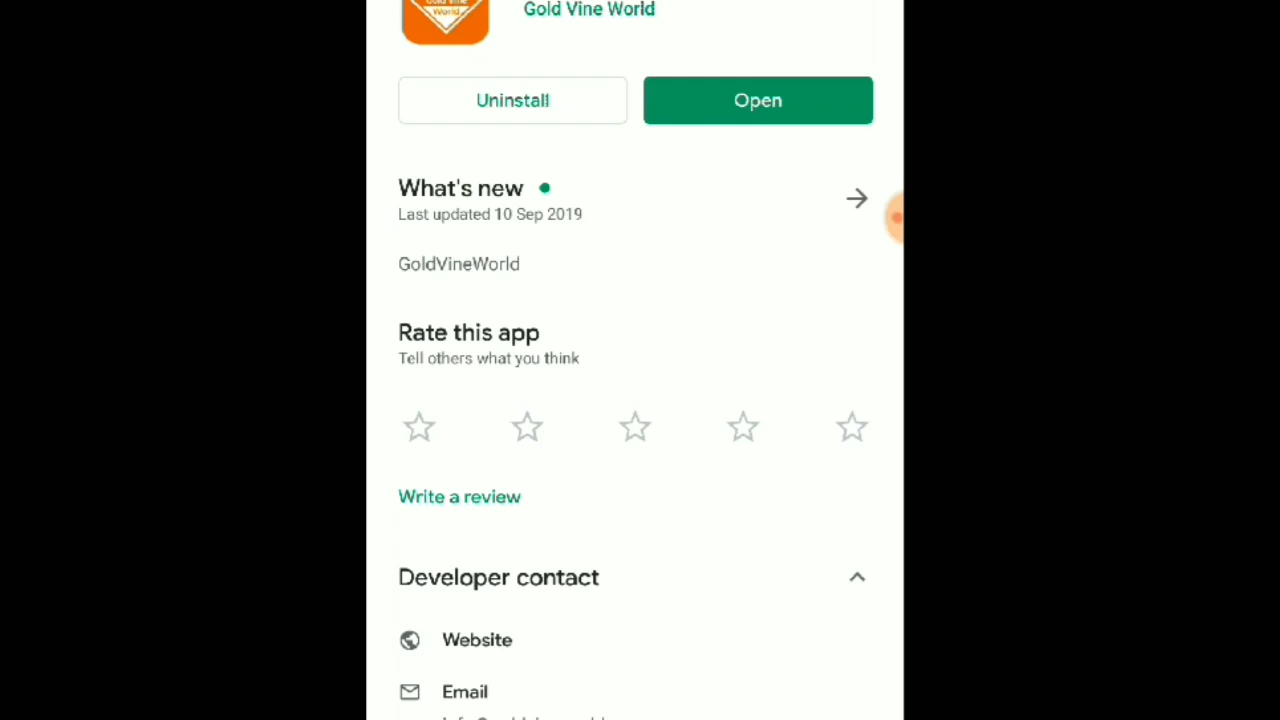 World
Gold Vine World
Uninstall
Open
What's new
Last updated 10 Sep 2019
GoldVineWorld
Rate this app
Tell others what you think
Write a review
Developer contact
Website
Email